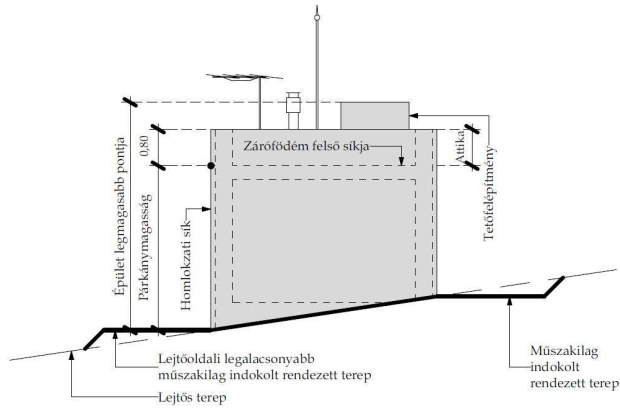 Épület legmagasabb pontja
0,80
Párkánymagasság
Homlokzati sík
Zárófödém felső síkja
Attika
Tetőfelépítmény
Lejtőoldali legalacsonyabb
műszakilag indokolt rendezett terep
Lejtős terep
Műszakilag
indokolt
rendezett terep